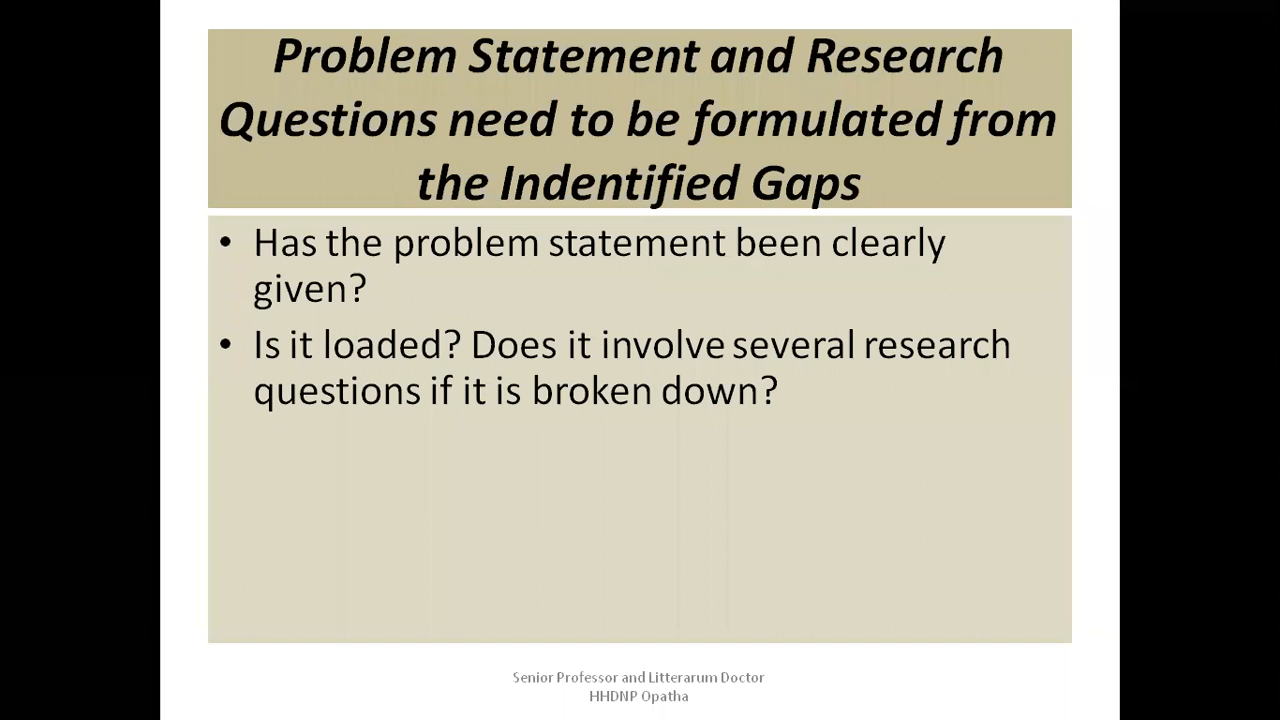 Problem Statement and Research
Questions need to be formulated from
the Indentified Gaps
• Has the problem statement been clearly
given?
• Is it loaded? Does it involve several research
questions if it is broken down?
Senior Professor and Litterarum Doctor
HHDNP Opatha